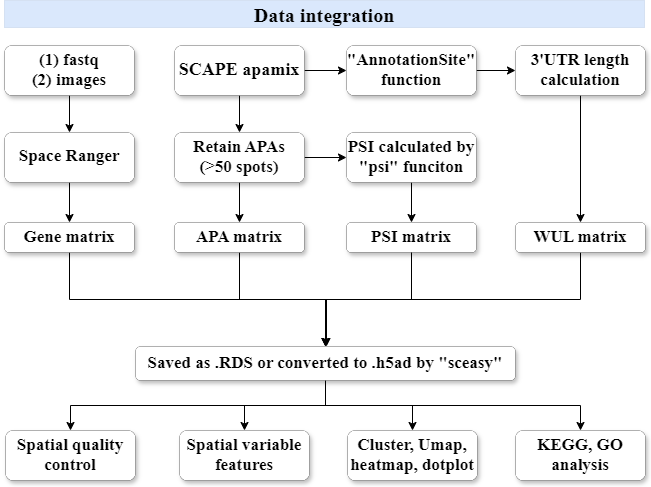 Data integration
(1) fastq
(2) images
SCAPE apamix
"AnnotationSite"
function
3'UTR length
calculation
Space Ranger
Retain APAs
(>50 spots)
PSI calculated by
"psi" funciton
Gene matrix
APA matrix
PSI matrix
WUL matrix
Saved as .RDS or converted to .h5ad by "sceasy"
Spatial quality
control
Spatial variable
features
Cluster, Umap,
heatmap, dotplot
KEGG, GO
analysis